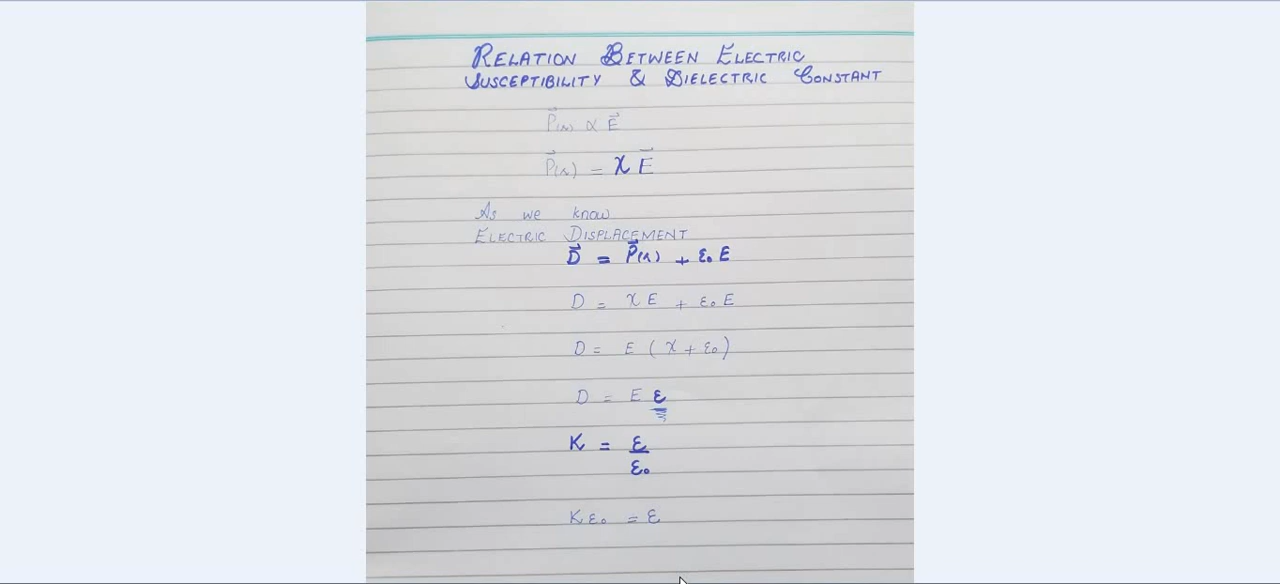 RELATION BETWEEN ELECTRIC
SUSCEPTIBILITY & DIELECTRIC CONSTANT
P⃗(r) ∝ E⃗
P⃗(r) = χ E⃗
As we know
ELECTRIC DISPLACEMENT
D⃗ = P⃗(r) + ε₀ E
D = χ E + ε₀ E
D = E ( χ + ε₀ )
D = E ε
K = ε / ε₀
K ε₀ = ε